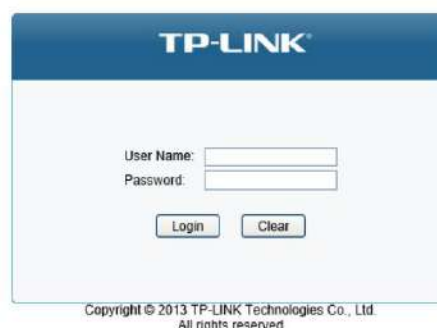 TP-LINK®
User Name:
Password:
Login Clear
Copyright © 2013 TP-LINK Technologies Co., Ltd.
All rights reserved